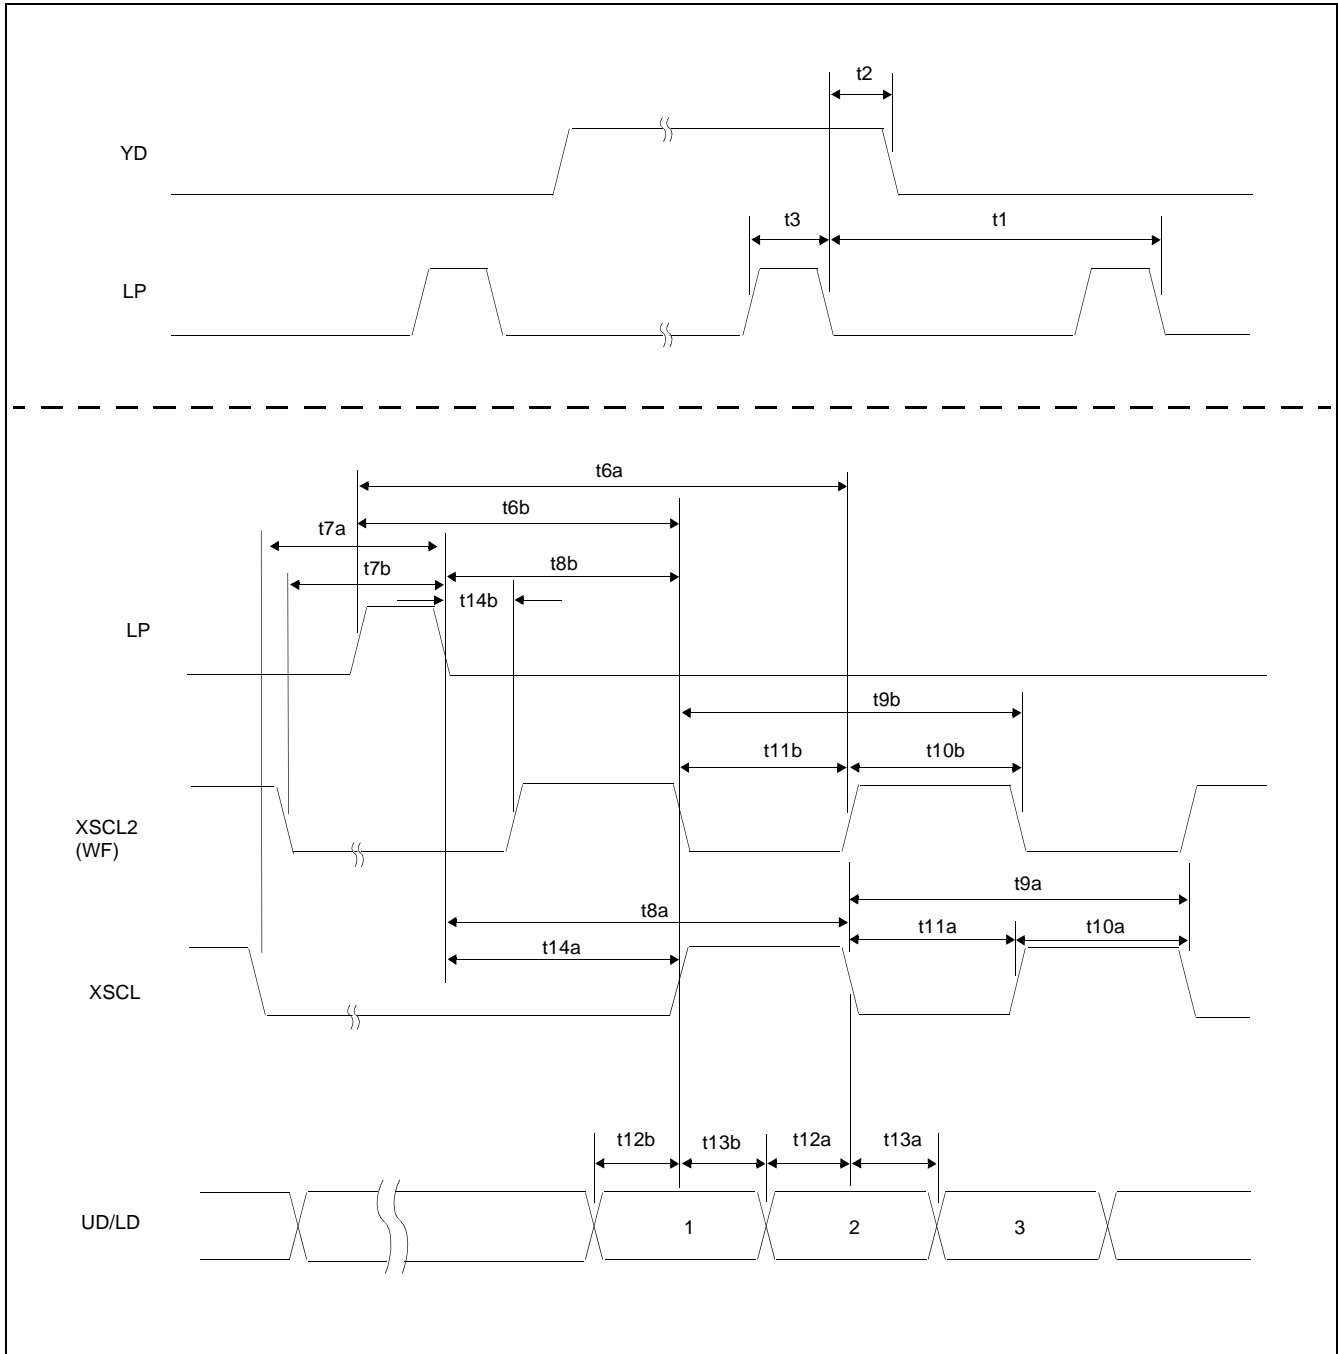 t2
YD
t3
t1
LP
t6a
t6b
t7a
t7b
t8b
t14b
LP
t9b
t11b
t10b
XSCL2
(WF)
t9a
t8a
t11a
t10a
t14a
XSCL
t12b
t13b
t12a
t13a
UD/LD
1
2
3